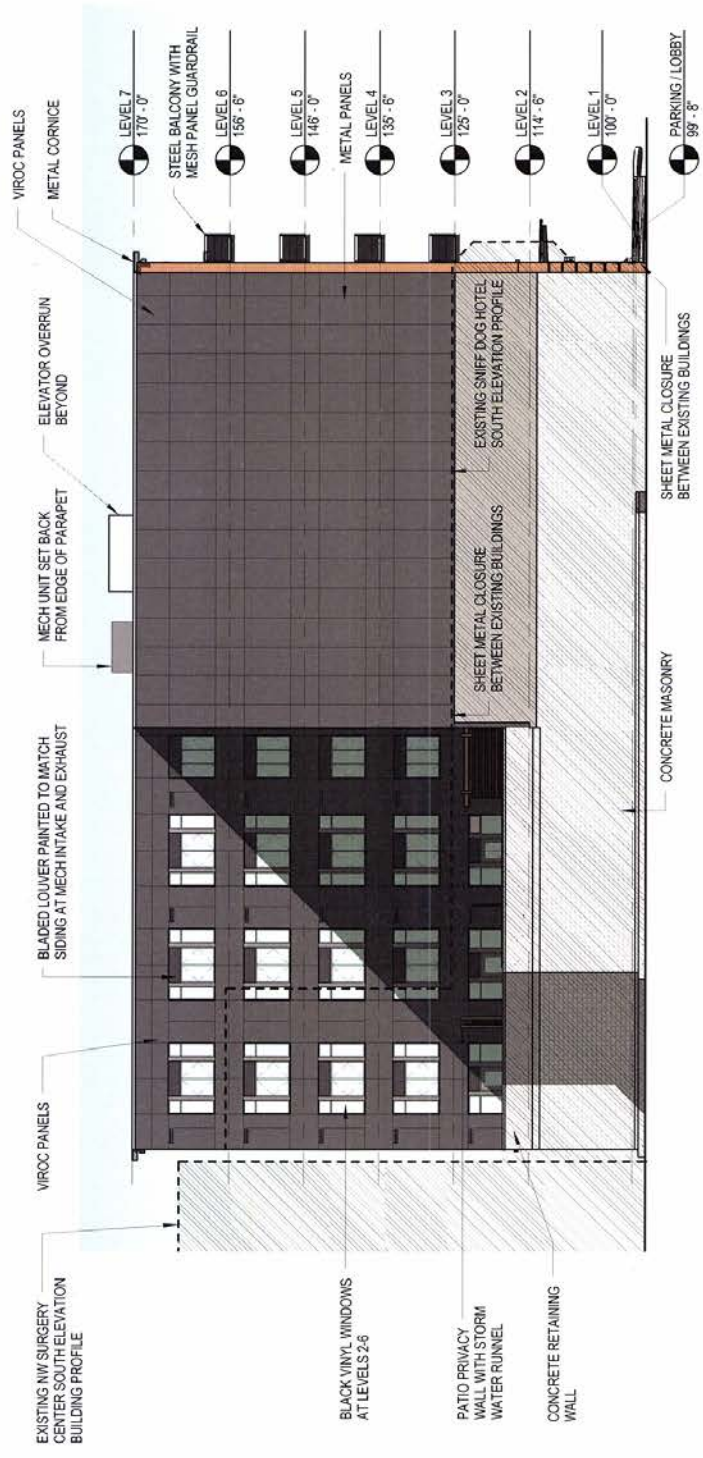 EXISTING NW SURGERY
CENTER SOUTH ELEVATION
BUILDING PROFILE
VIROC PANELS
BLADED LOUVER PAINTED TO MATCH
SIDING AT MECH INTAKE AND EXHAUST
MECH UNIT SET BACK
FROM EDGE OF PARAPET
ELEVATOR OVERRUN
BEYOND
VIROC PANELS
METAL CORNICE
LEVEL 7
170' - 0"
LEVEL 6
156' - 6"
STEEL BALCONY WITH
MESH PANEL GUARDRAIL
LEVEL 5
146' - 0"
LEVEL 4
135' - 6"
METAL PANELS
LEVEL 3
125' - 0"
LEVEL 2
114' - 6"
LEVEL 1
100' - 0"
PARKING / LOBBY
99' - 8"
EXISTING SNIFF DOG HOTEL
SOUTH ELEVATION PROFILE
SHEET METAL CLOSURE
BETWEEN EXISTING BUILDINGS
BLACK VINYL WINDOWS
AT LEVELS 2-6
PATIO PRIVACY
WALL WITH STORM
WATER RUNNEL
CONCRETE RETAINING
WALL
CONCRETE MASONRY
SHEET METAL CLOSURE
BETWEEN EXISTING BUILDINGS